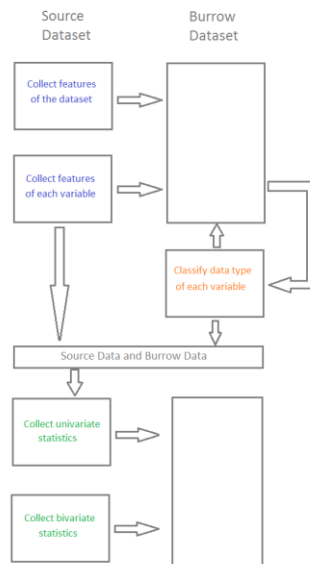 Source
Dataset
Burrow
Dataset
Collect features
of the dataset
Collect features
of each variable
Classify data type
of each variable
Source Data and Burrow Data
Collect univariate
statistics
Collect bivariate
statistics